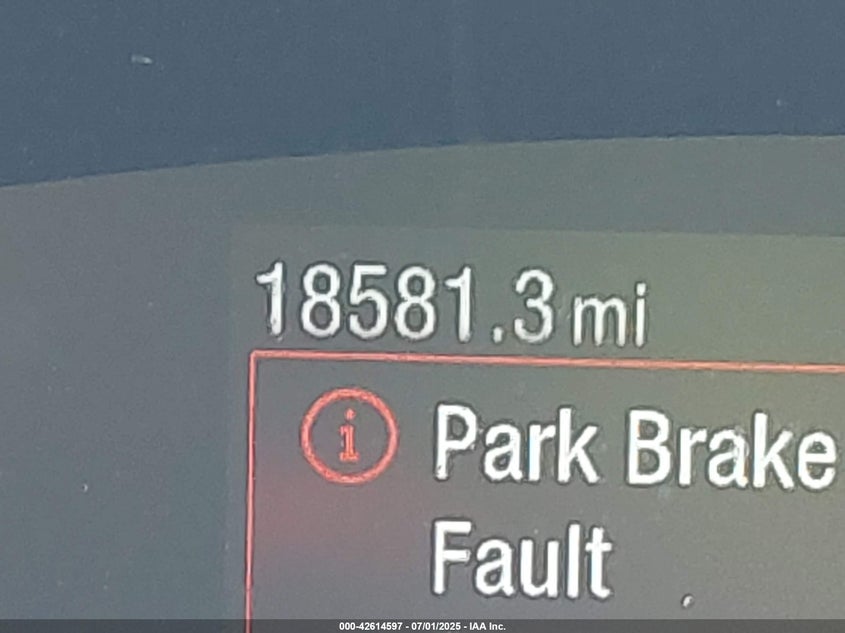 18581.3 mi
i
Park Brake
Fault
000-42614597 - 07/01/2025 - IAA Inc.